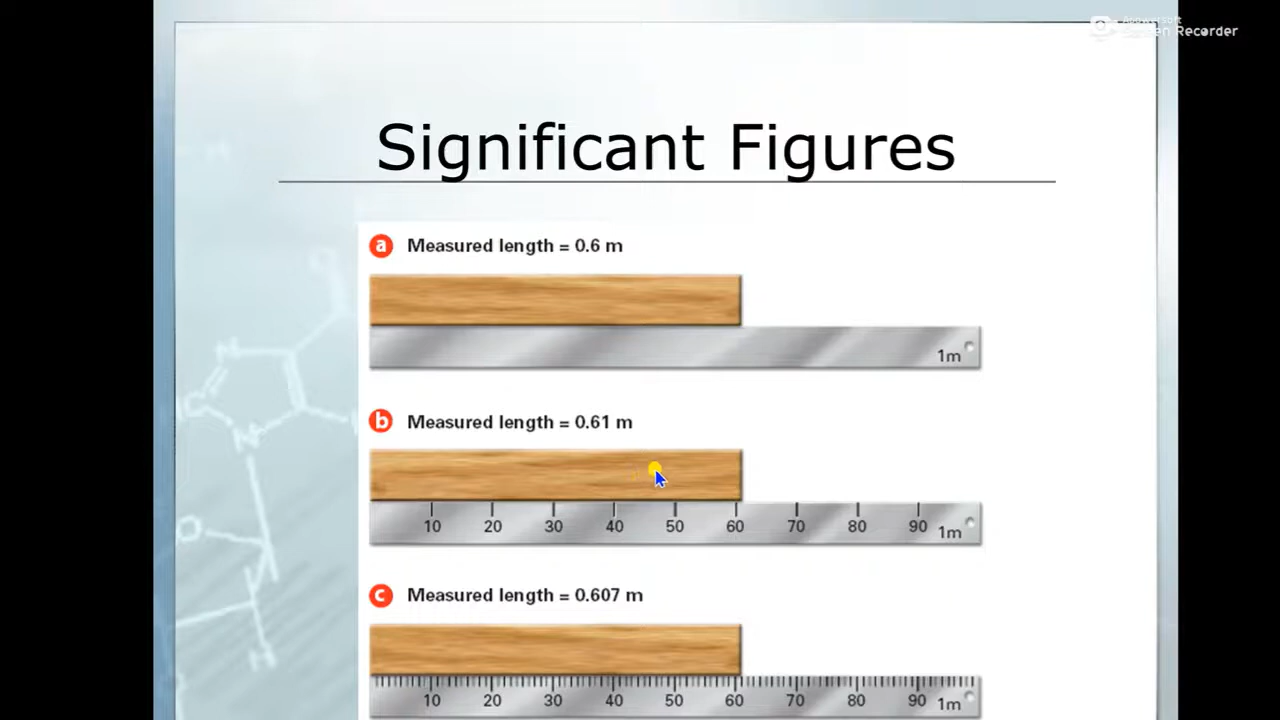 Apowersoft
Screen Recorder
Significant Figures
a Measured length = 0.6 m
1m
b Measured length = 0.61 m
10 20 30 40 50 60 70 80 90 1m
c Measured length = 0.607 m
10 20 30 40 50 60 70 80 90 1m